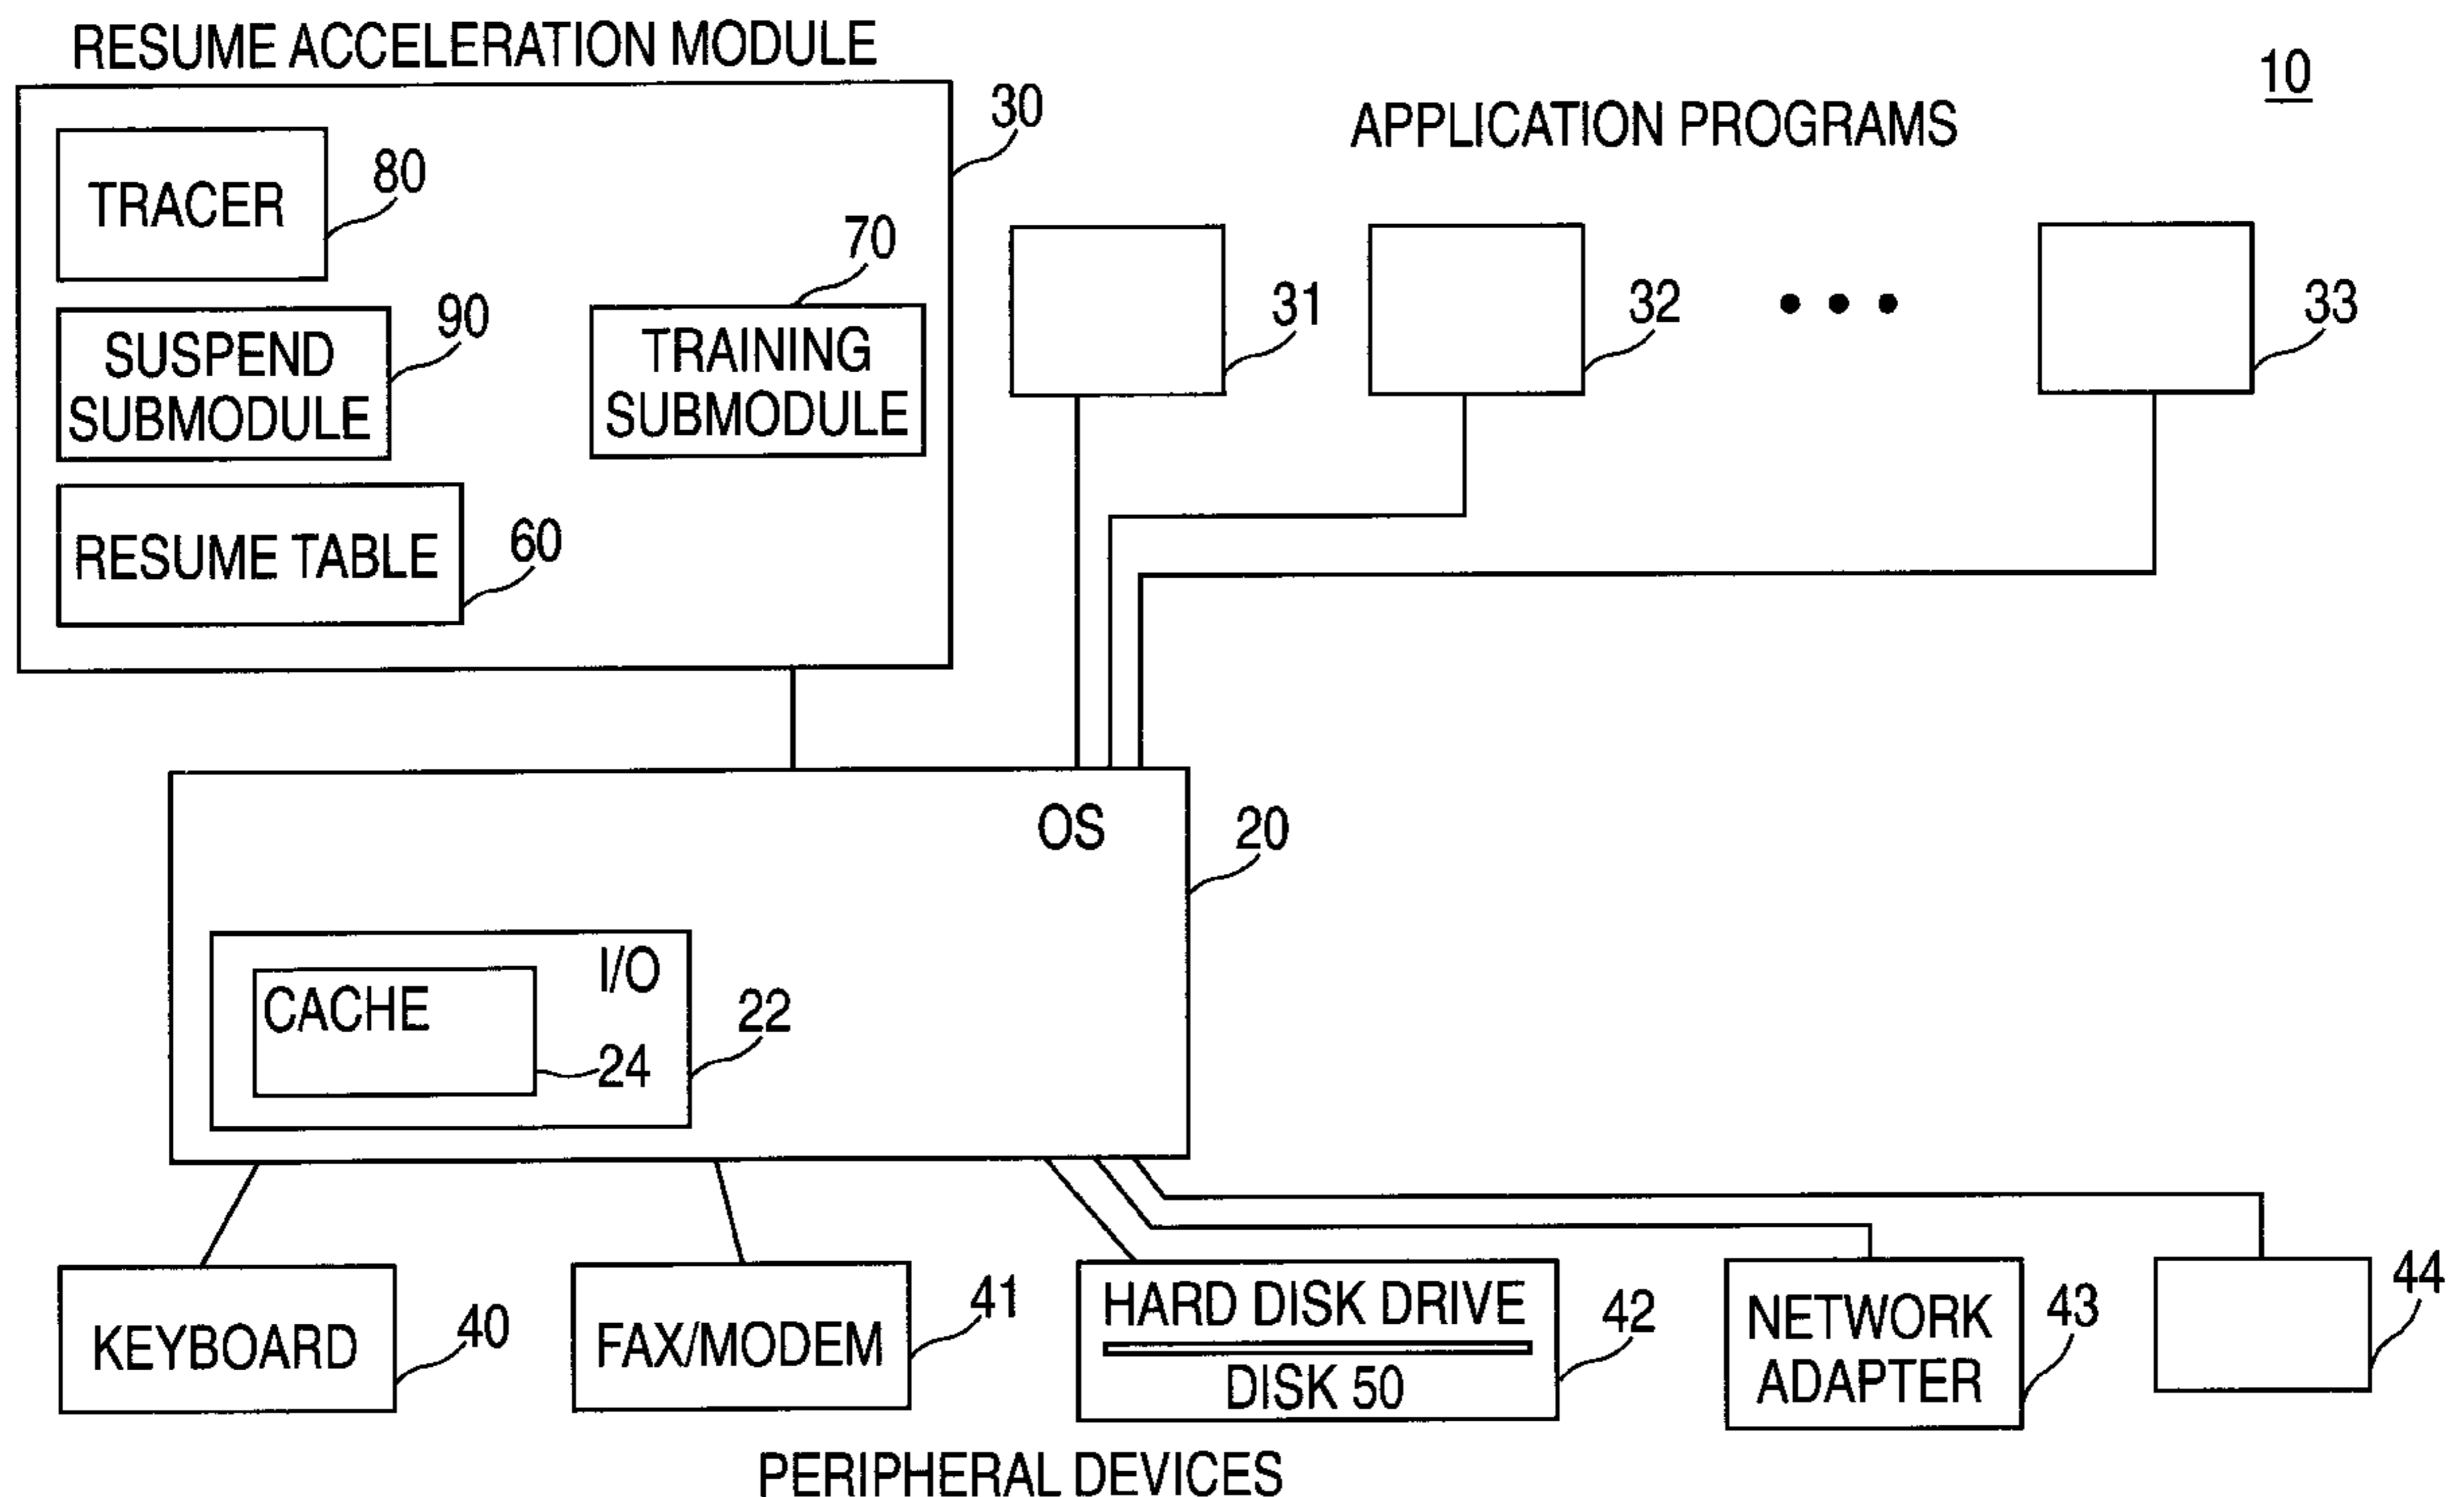 RESUME ACCELERATION MODULE
10
30
APPLICATION PROGRAMS
TRACER
80
70
31
32
33
SUSPEND
SUBMODULE
90
TRAINING
SUBMODULE
RESUME TABLE
60
OS
20
I/O
CACHE
22
24
KEYBOARD
40
FAX/MODEM
41
HARD DISK DRIVE
DISK 50
42
NETWORK
ADAPTER
43
44
PERIPHERAL DEVICES